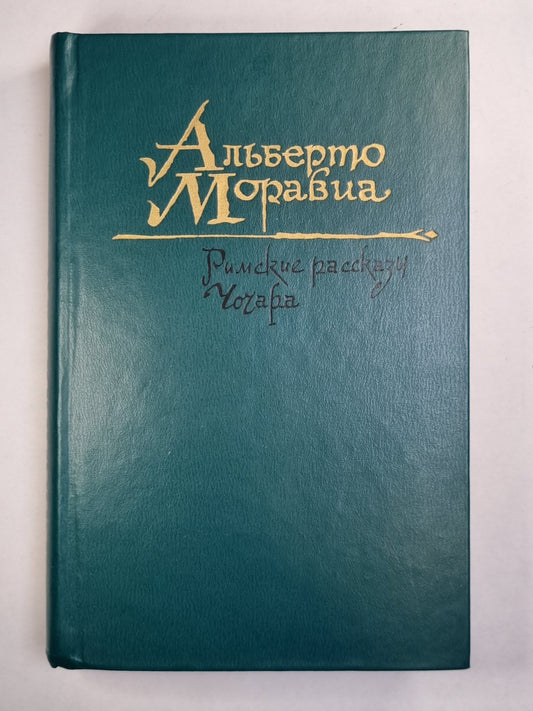 Альберто
Моравиа
Римские рассказы
Чочара